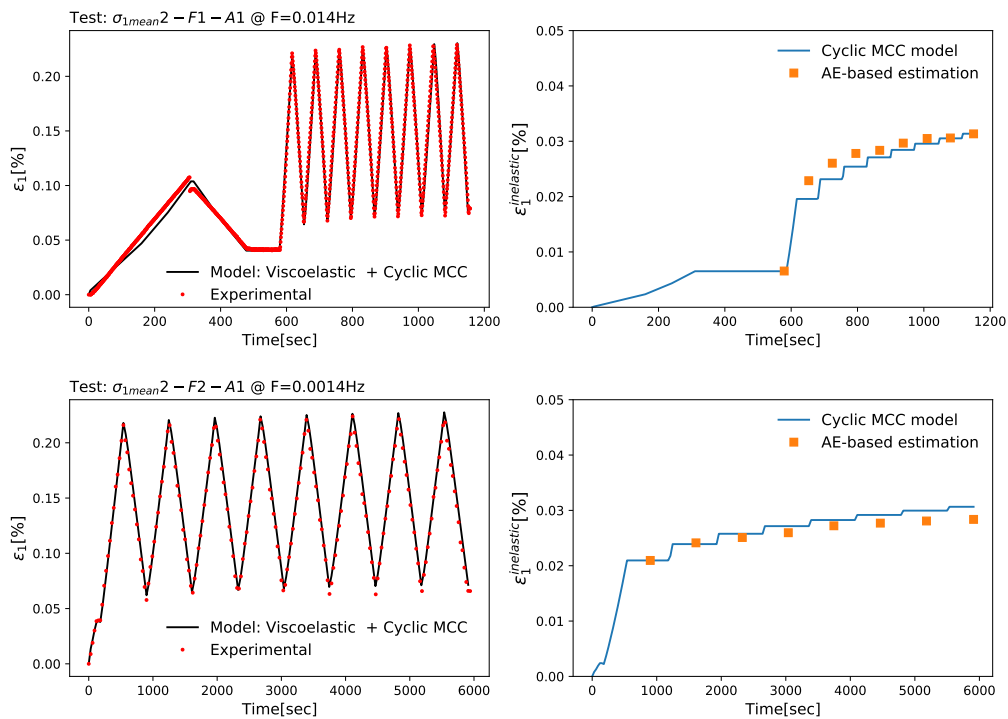 Test: σ1mean2 − F1 − A1 @ F=0.014Hz
ε1[%]
0.20
0.15
0.10
0.05
0.00
Model: Viscoelastic + Cyclic MCC
Experimental
0 200 400 600 800 1000 1200
Time[sec]
ε1^inelastic[%]
0.05
0.04
0.03
0.02
0.01
0.00
Cyclic MCC model
AE-based estimation
0 200 400 600 800 1000 1200
Time[sec]
Test: σ1mean2 − F2 − A1 @ F=0.0014Hz
ε1[%]
0.20
0.15
0.10
0.05
0.00
Model: Viscoelastic + Cyclic MCC
Experimental
0 1000 2000 3000 4000 5000 6000
Time[sec]
ε1^inelastic[%]
0.05
0.04
0.03
0.02
0.01
0.00
Cyclic MCC model
AE-based estimation
0 1000 2000 3000 4000 5000 6000
Time[sec]